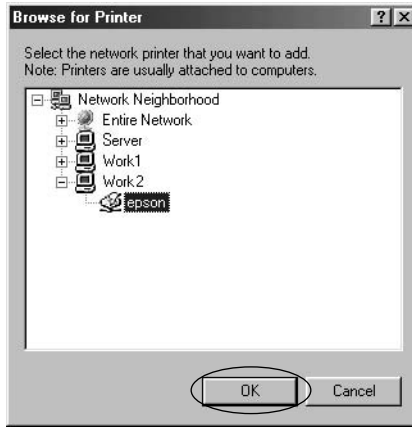 Browse for Printer
Select the network printer that you want to add.
Note: Printers are usually attached to computers.
Network Neighborhood
Entire Network
Server
Work1
Work2
epson
OK Cancel